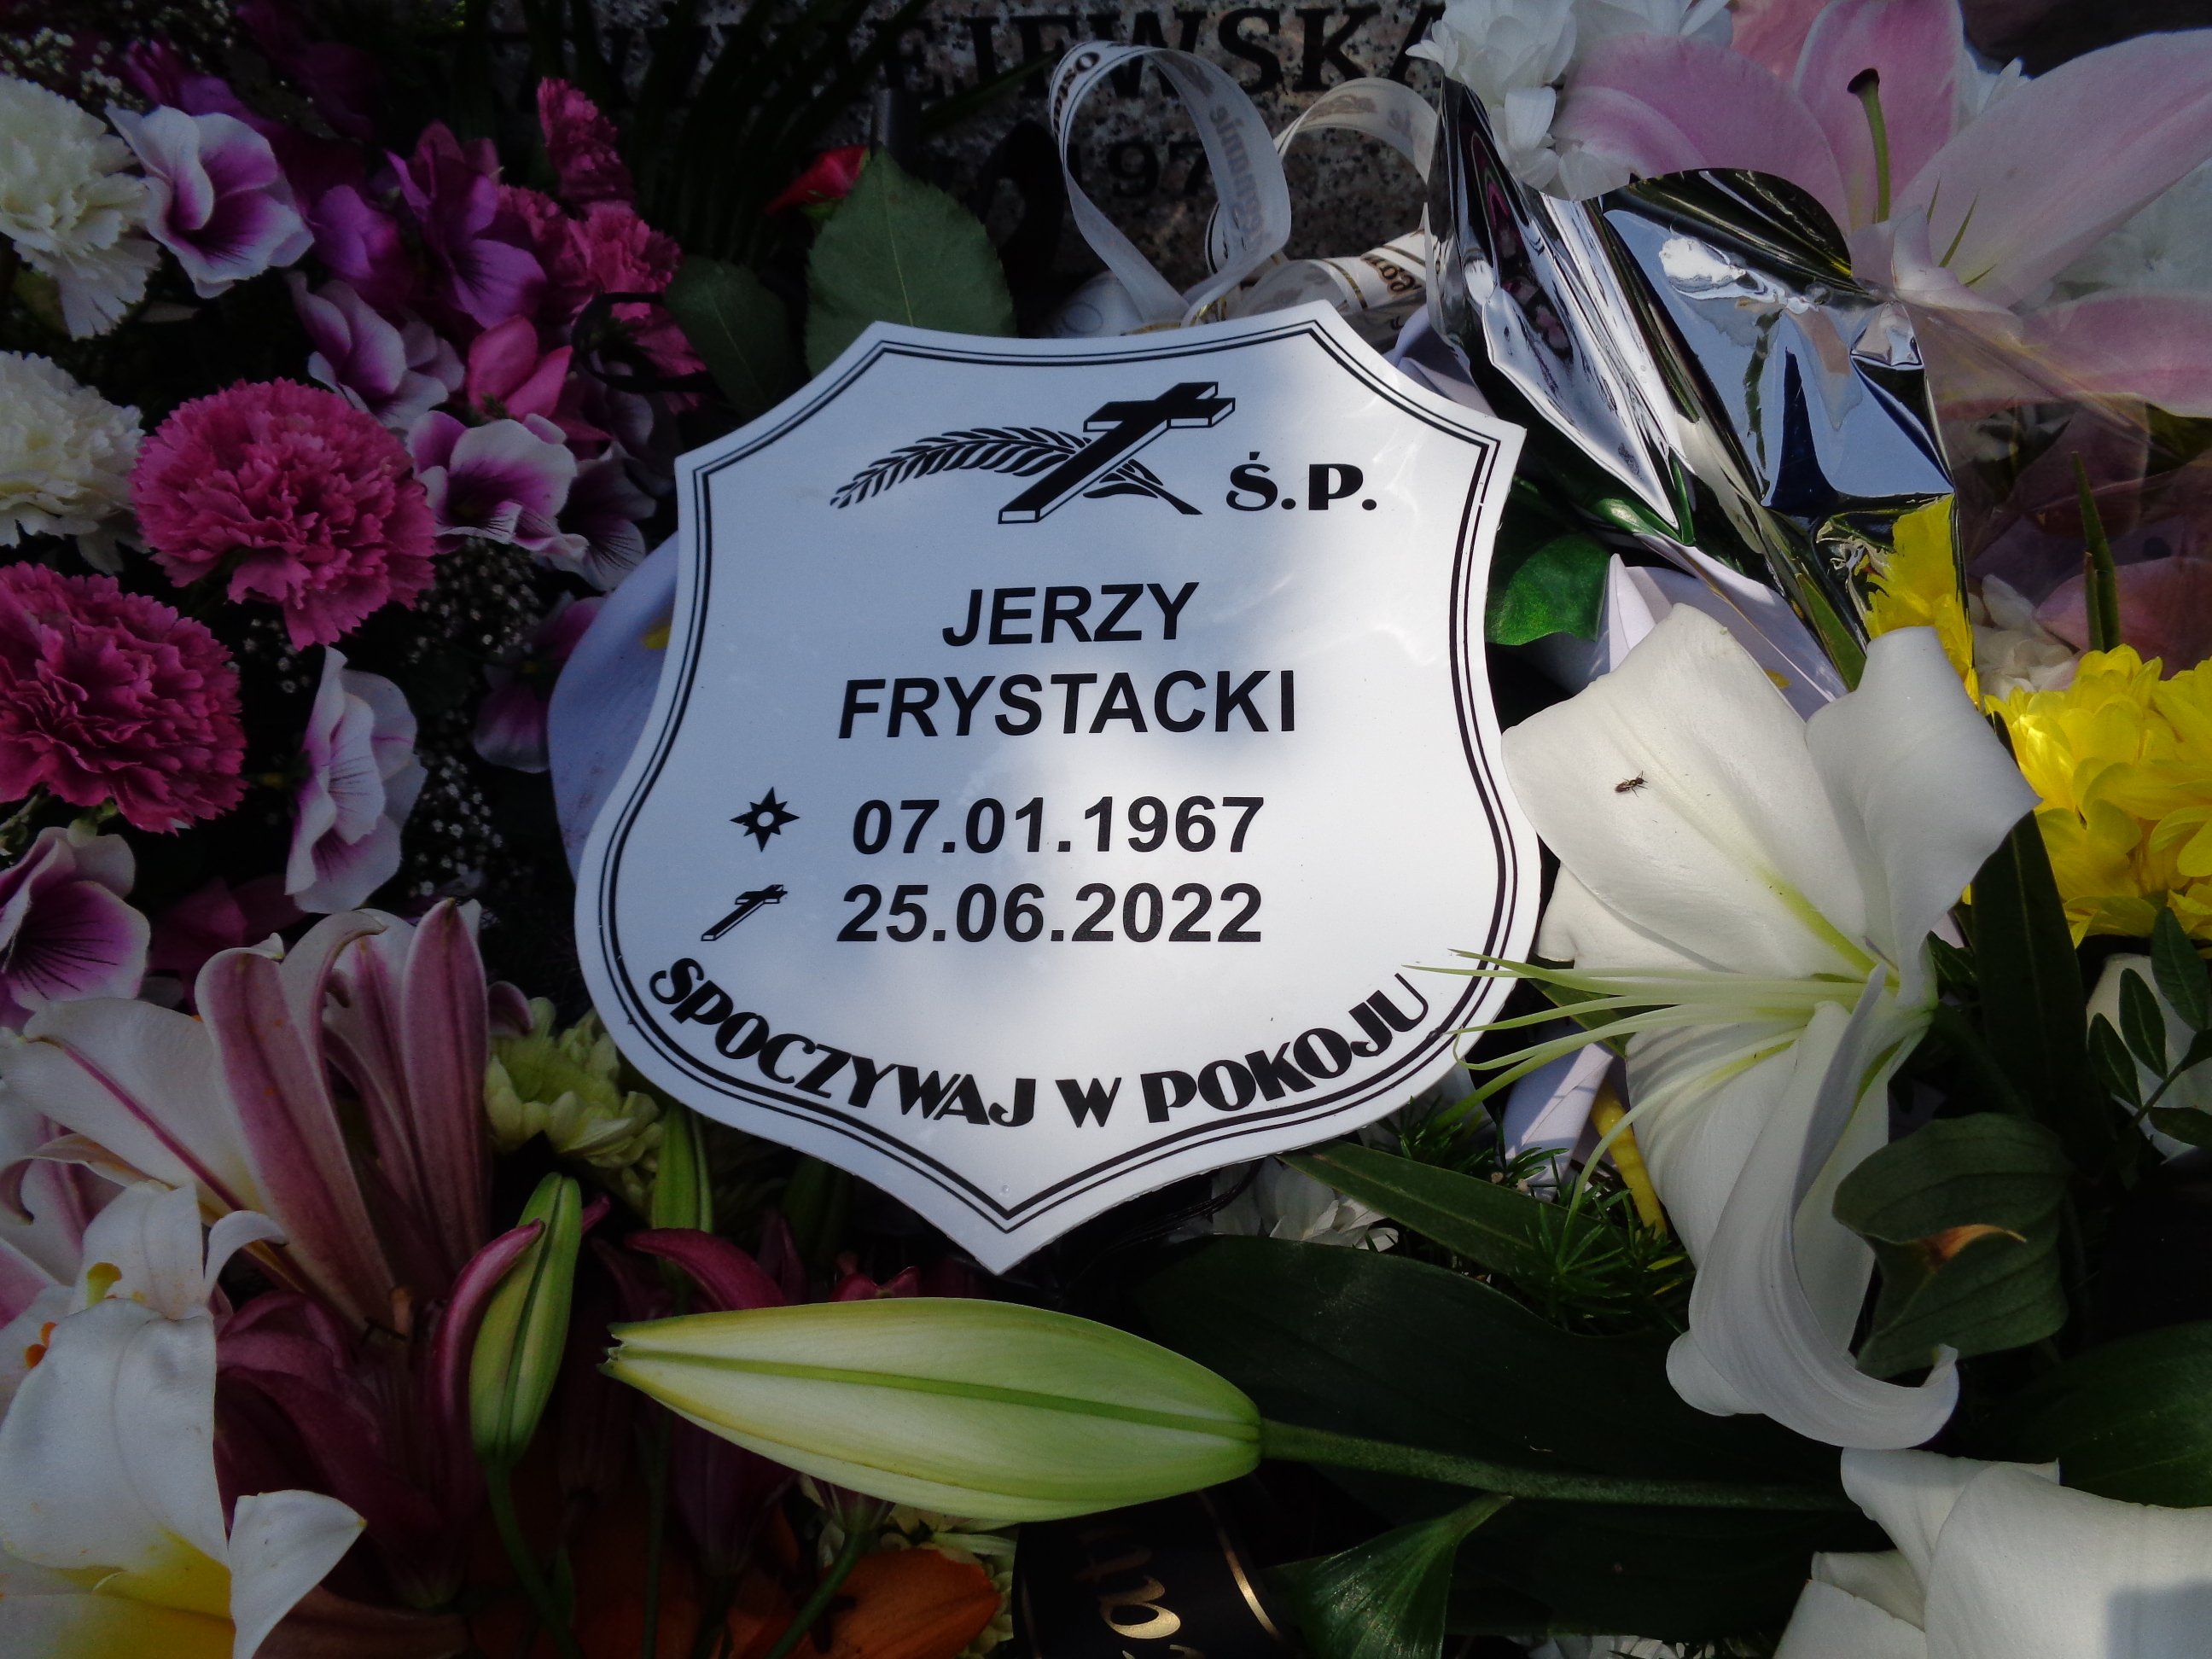 Ś.P.
JERZY
FRYSTACKI
07.01.1967
25.06.2022
SPOCZYWAJ W POKOJU